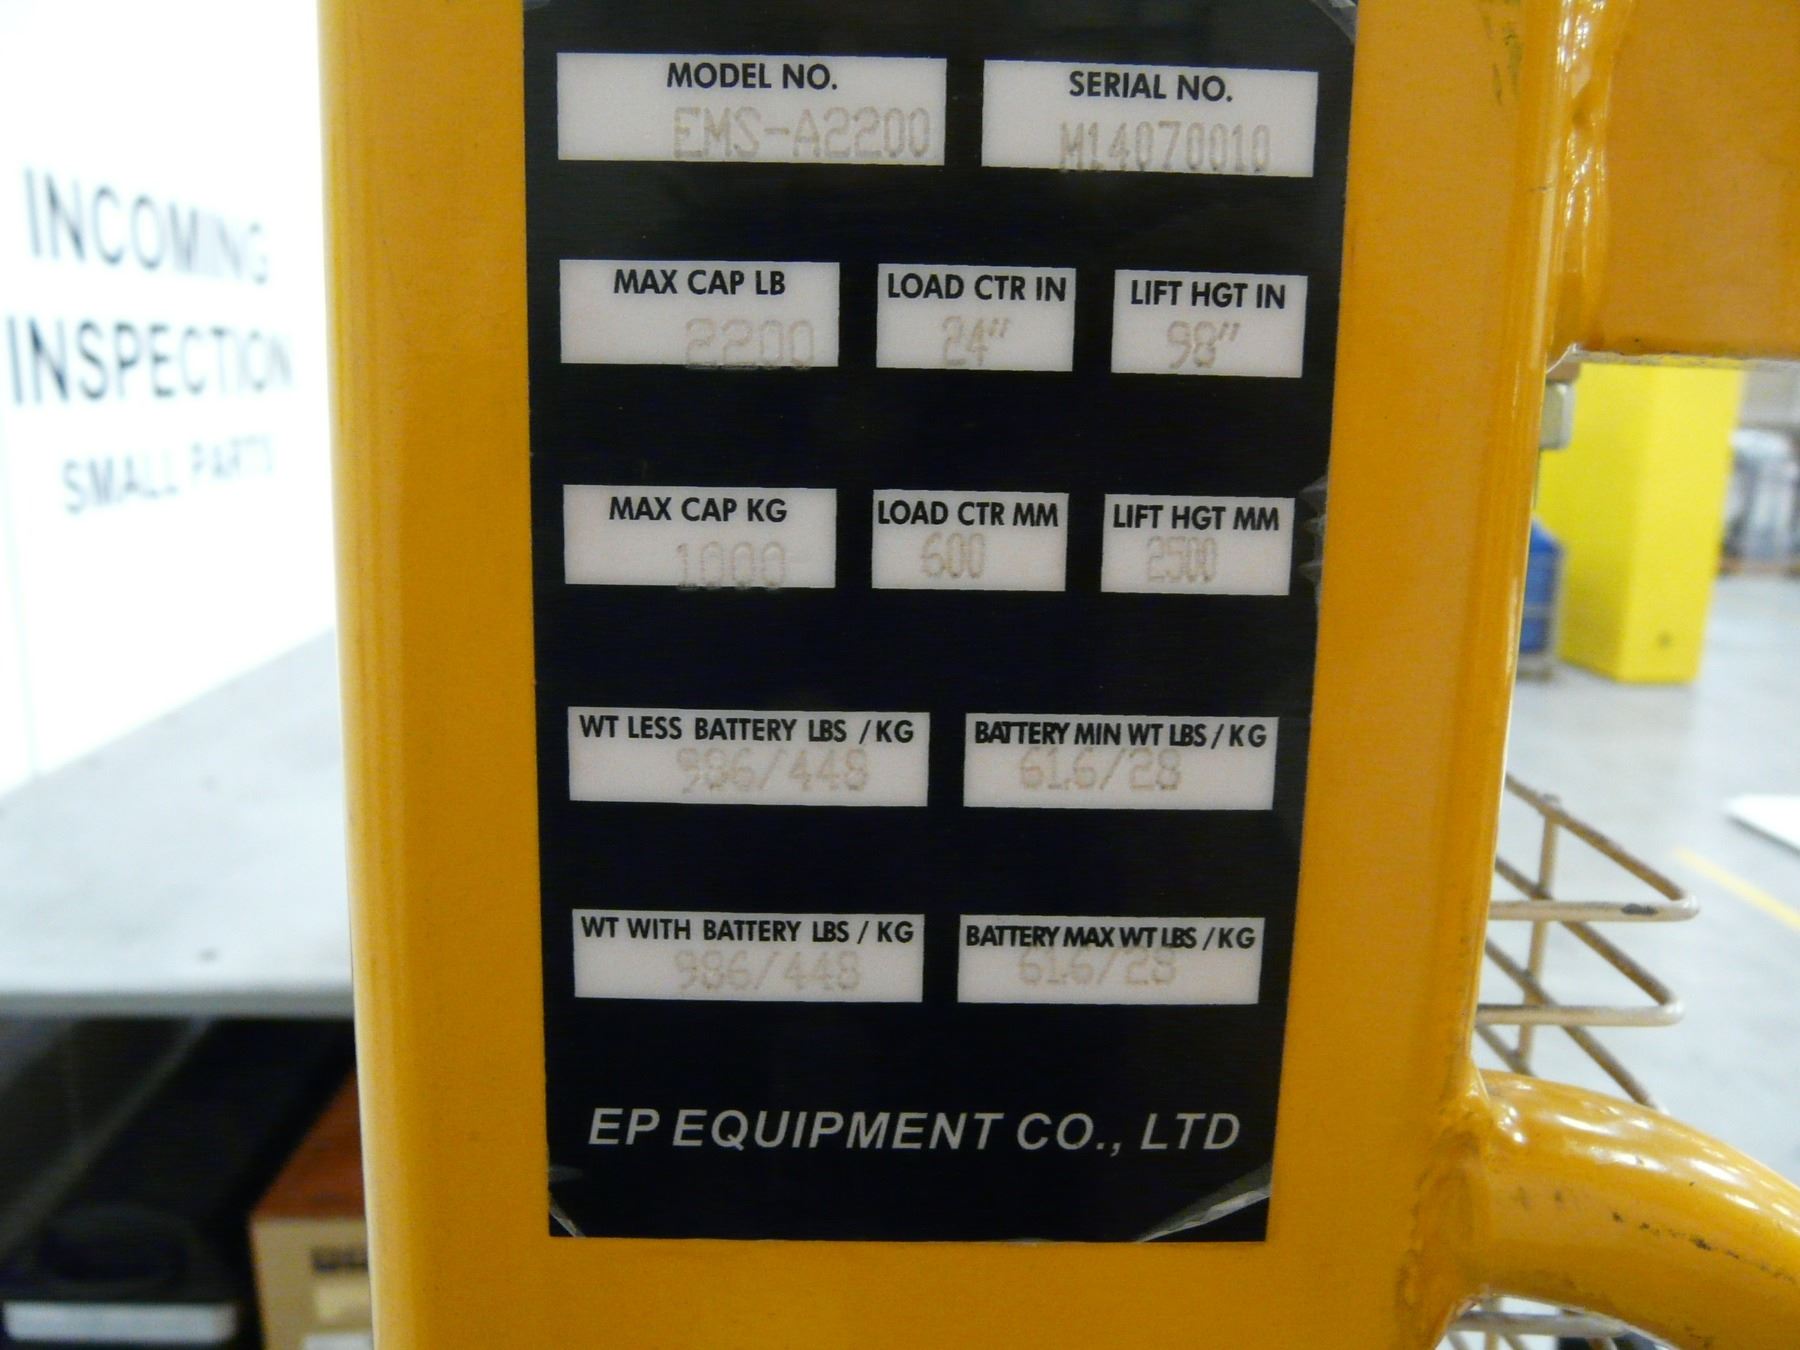 MODEL NO.
EMS-A2200
SERIAL NO.
M14070010
MAX CAP LB
2200
LOAD CTR IN
24"
LIFT HGT IN
98"
MAX CAP KG
1000
LOAD CTR MM
600
LIFT HGT MM
2500
WT LESS BATTERY LBS / KG
986/448
BATTERY MIN WT LBS / KG
61.6/28
WT WITH BATTERY LBS / KG
986/448
BATTERY MAX WT LBS / KG
61.6/28
EP EQUIPMENT CO., LTD
INCOMING
INSPECTION
SMALL PARTS